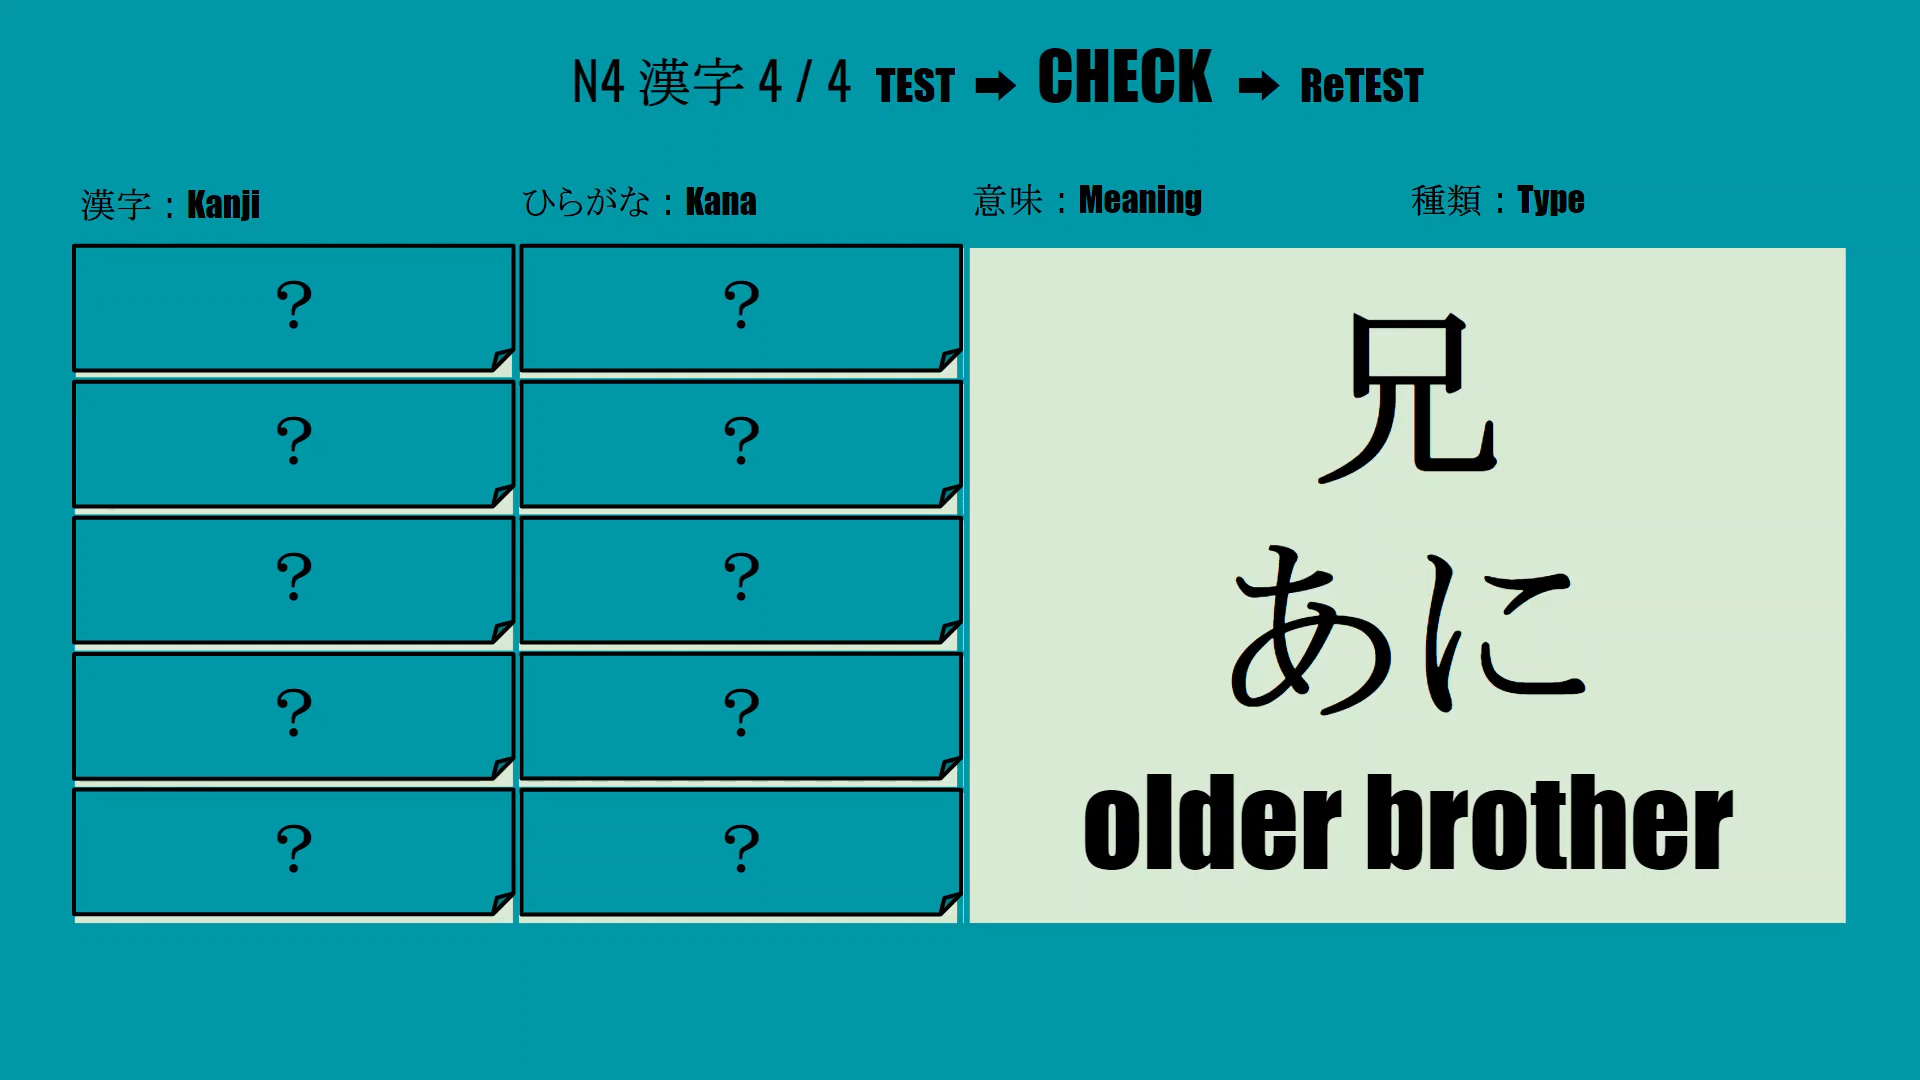 N4 漢字 4 / 4 TEST ➡ CHECK ➡ ReTEST
漢字：Kanji ひらがな：Kana 意味：Meaning 種類：Type
？ ？
？ ？
？ ？
？ ？
？ ？
兄
あに
older brother